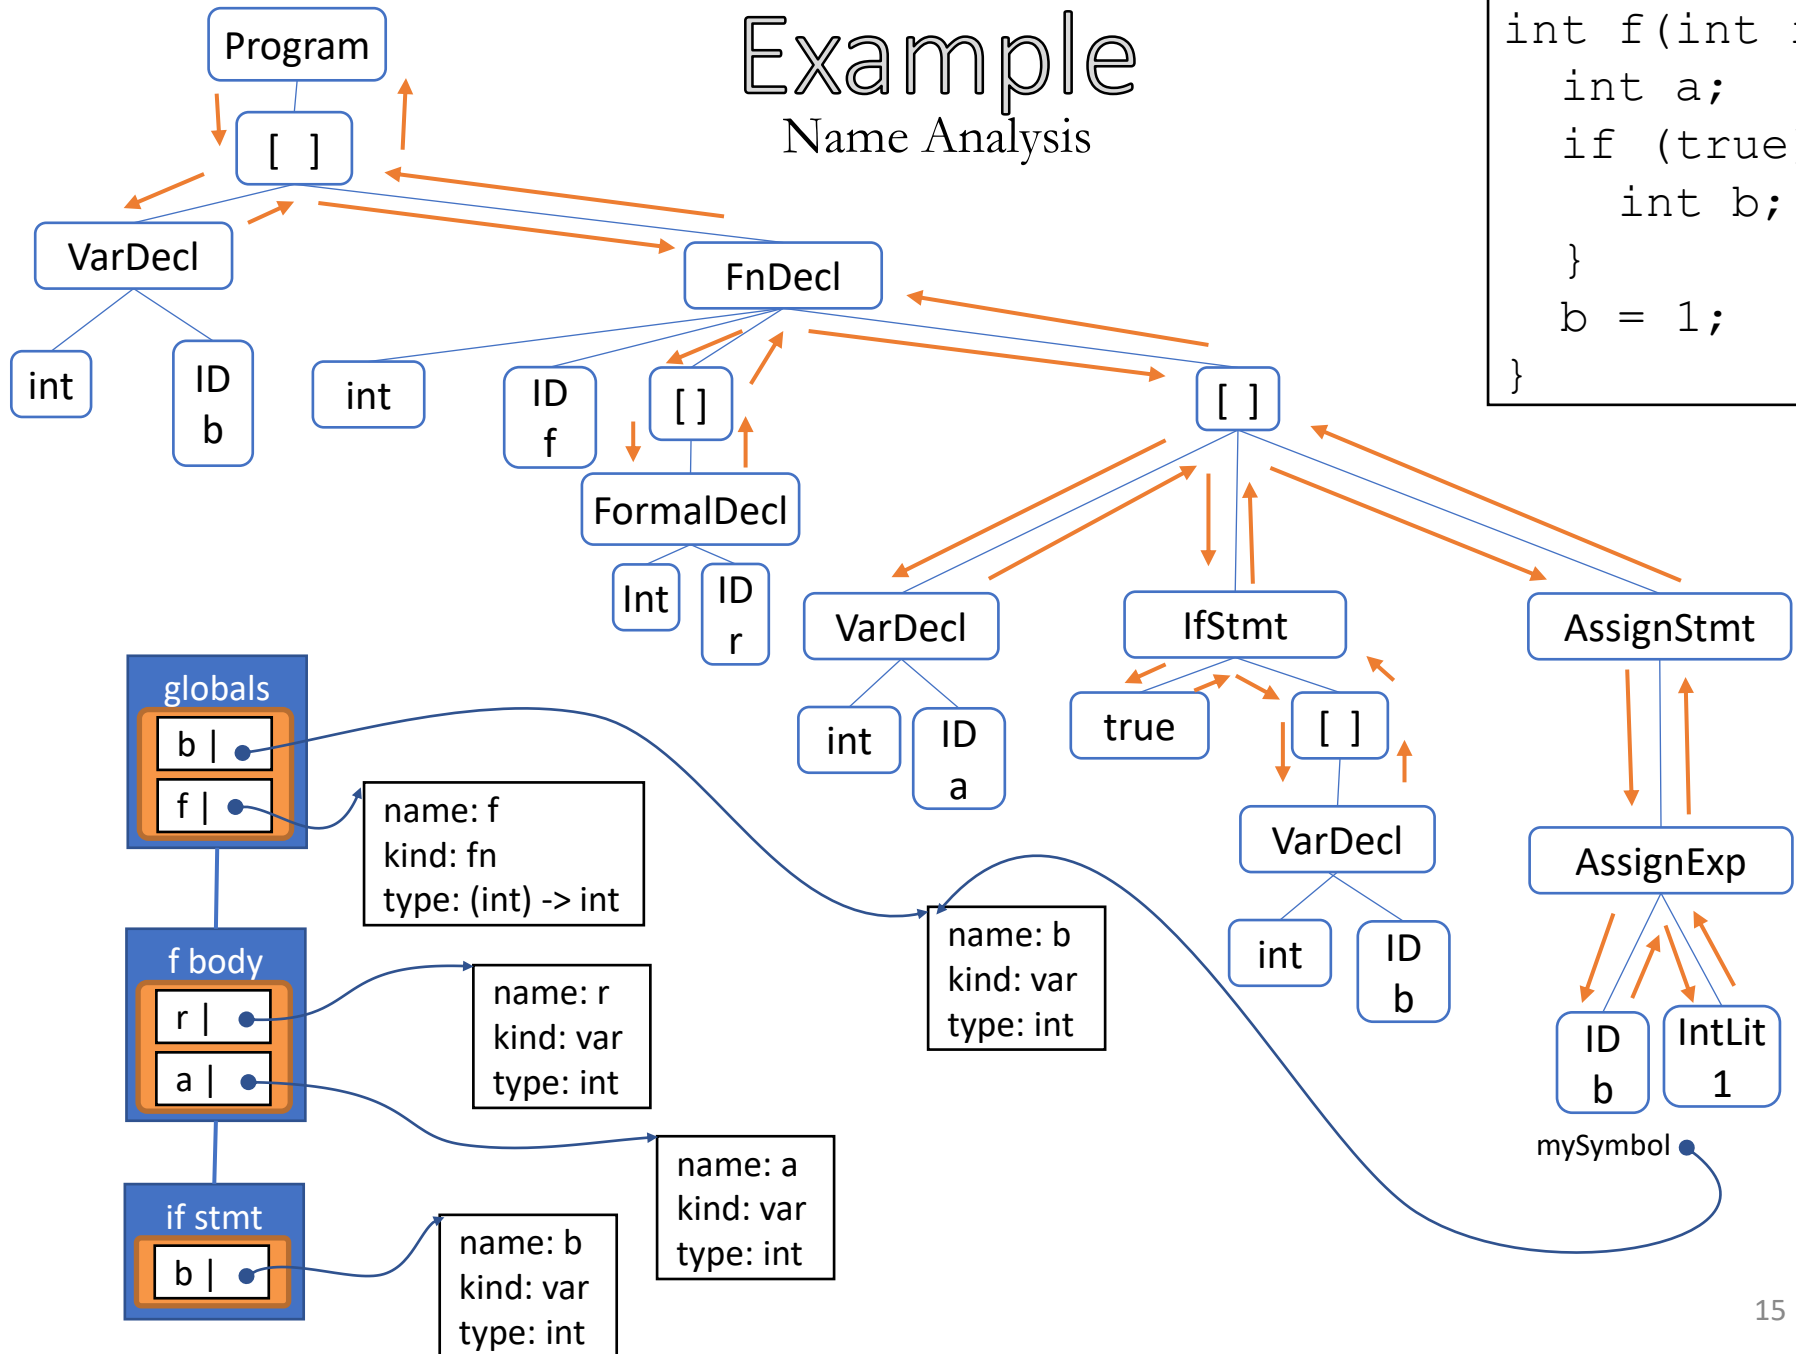 Example
Name Analysis
int f(int
int a;
if (true)
int b;
}
b = 1;
}
Program
[ ]
VarDecl
FnDecl
int
ID
b
int
ID
f
[ ]
[ ]
FormalDecl
Int
ID
r
VarDecl
IfStmt
AssignStmt
int
ID
a
true
[ ]
VarDecl
AssignExp
int
ID
b
ID
b
IntLit
1
mySymbol
globals
b |
f |
name: f
kind: fn
type: (int) -> int
f body
r |
a |
name: r
kind: var
type: int
name: b
kind: var
type: int
name: a
kind: var
type: int
if stmt
b |
name: b
kind: var
type: int
15